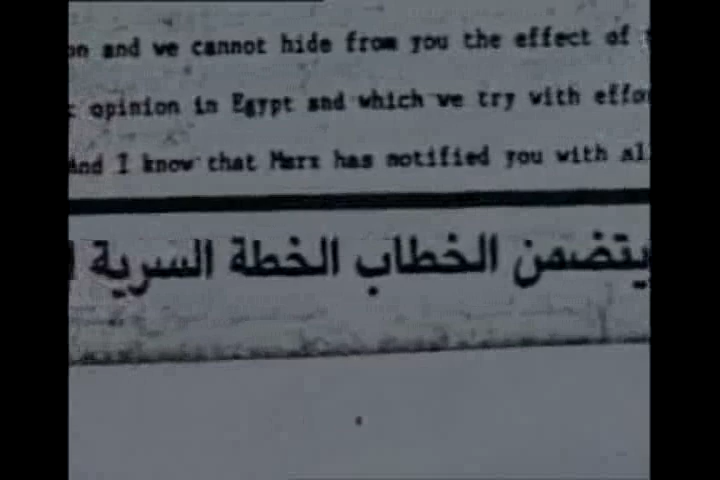 on and we cannot hide from you the effect of
opinion in Egypt and which we try with effo
And I know that Marx has notified you with al
يتضمن الخطاب الخطة السرية